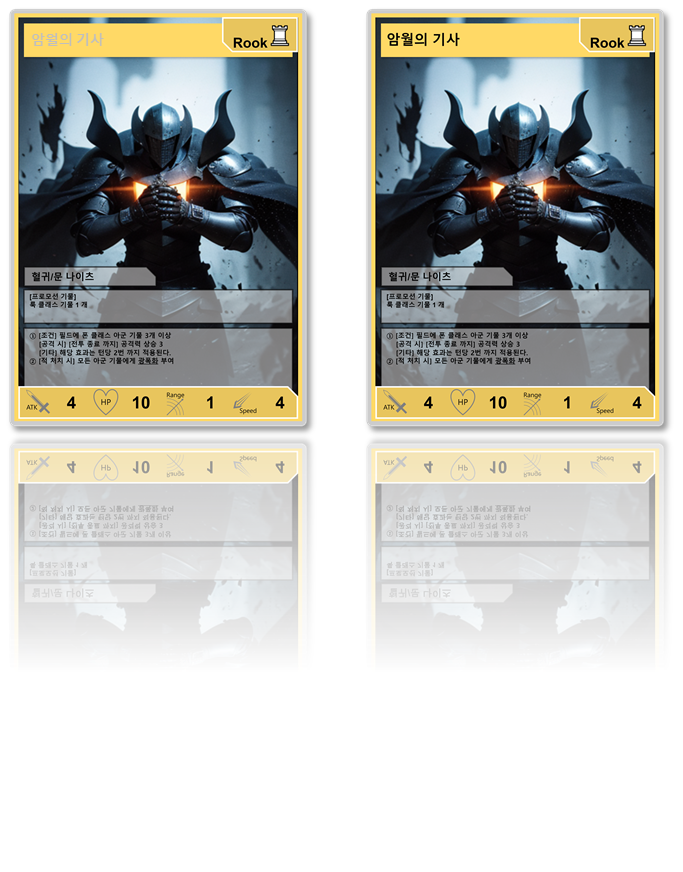 암월의 기사
Rook
혈귀/문 나이츠
[프로모션 기물]
룩 클래스 기물 1 개
① [조건] 필드에 폰 클래스 아군 기물 3개 이상
[공격 시] [전투 종료 까지] 공격력 상승 3
[기타] 해당 효과는 턴당 2번 까지 적용된다.
② [적 처치 시] 모든 아군 기물에게 광폭화 부여
ATK 4 HP 10 Range 1 Speed 4
암월의 기사
Rook
혈귀/문 나이츠
[프로모션 기물]
룩 클래스 기물 1 개
① [조건] 필드에 폰 클래스 아군 기물 3개 이상
[공격 시] [전투 종료 까지] 공격력 상승 3
[기타] 해당 효과는 턴당 2번 까지 적용된다.
② [적 처치 시] 모든 아군 기물에게 광폭화 부여
ATK 4 HP 10 Range 1 Speed 4